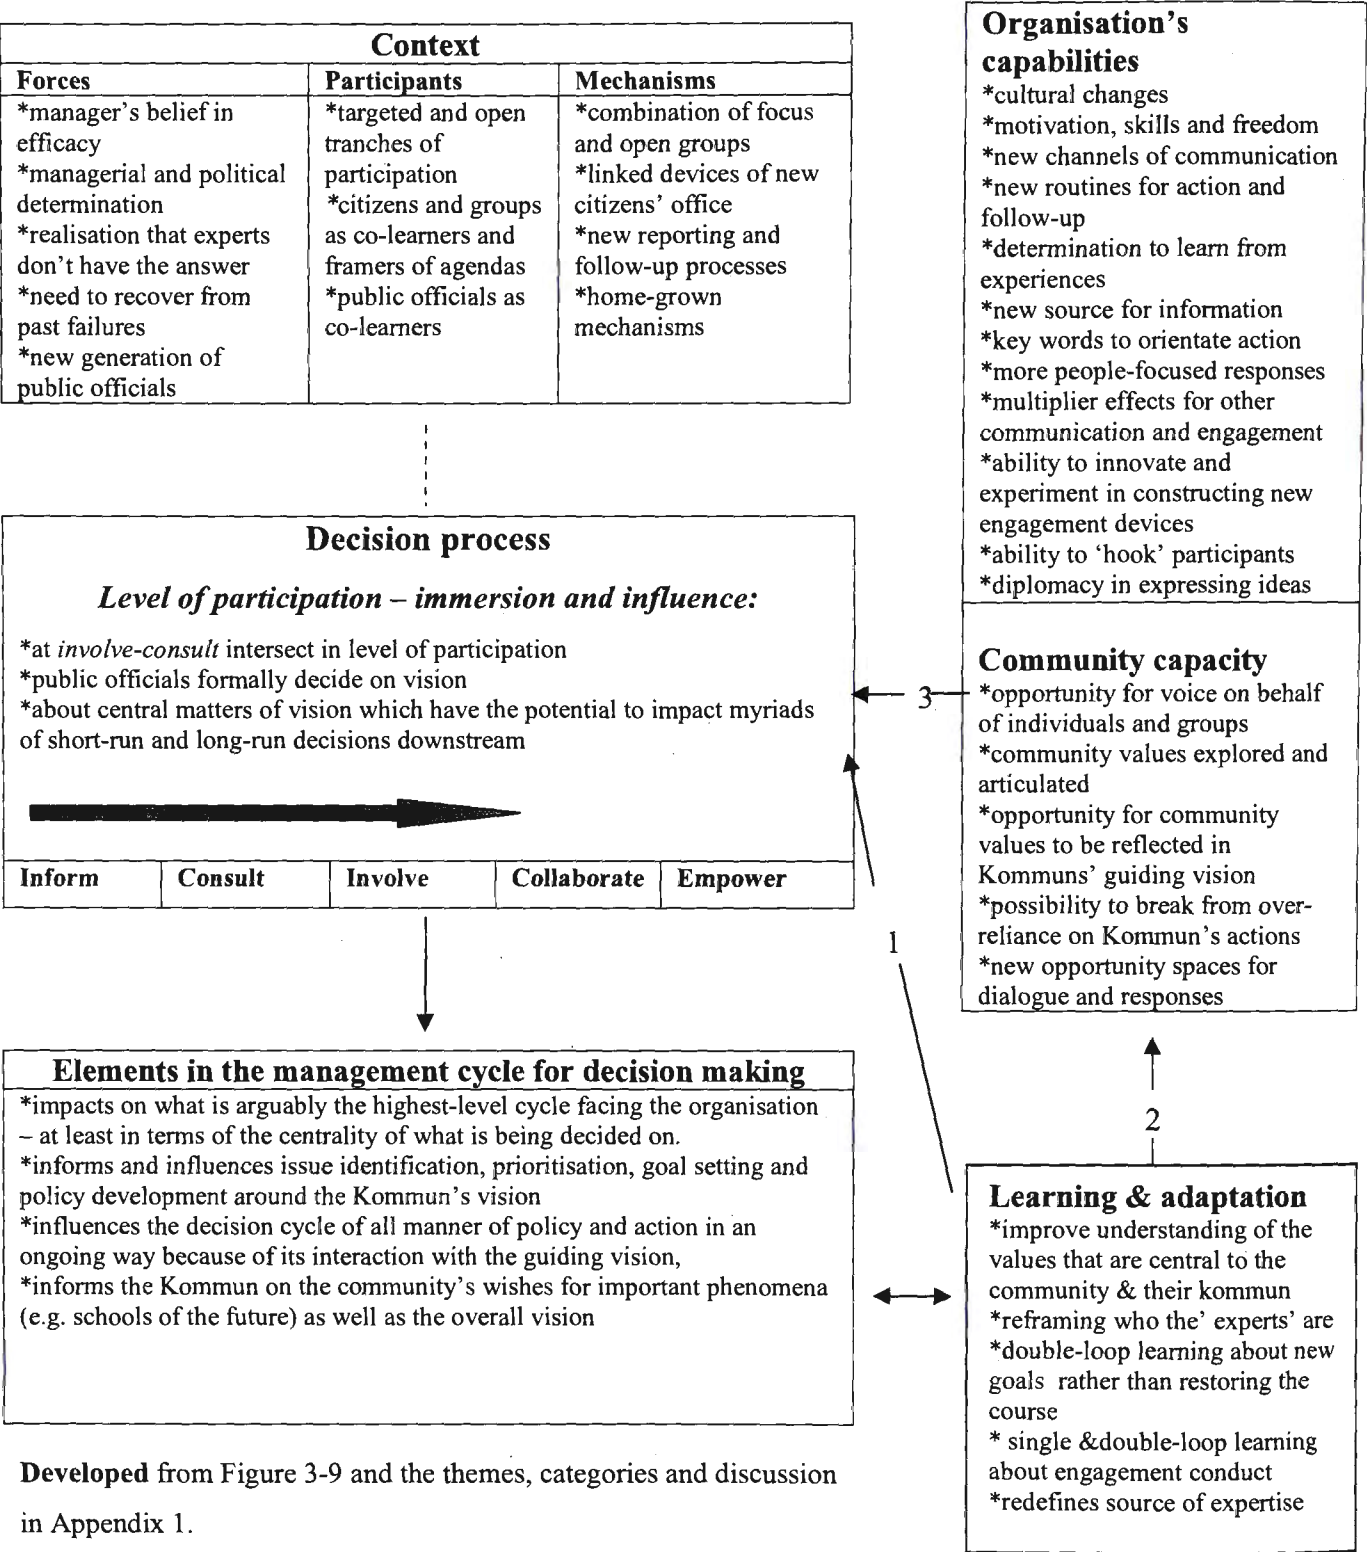 Context
Forces
*manager's belief in
efficacy
*managerial and political
determination
*realisation that experts
don't have the answer
*need to recover from
past failures
*new generation of
public officials
Participants
*targeted and open
tranches of
participation
*citizens and groups
as co-learners and
framers of agendas
*public officials as
co-learners
Mechanisms
*combination of focus
and open groups
*linked devices of new
citizens' office
*new reporting and
follow-up processes
*home-grown
mechanisms
Decision process
Level of participation – immersion and influence:
*at involve-consult intersect in level of participation
*public officials formally decide on vision
*about central matters of vision which have the potential to impact myriads
of short-run and long-run decisions downstream
Inform
Consult
Involve
Collaborate
Empower
Elements in the management cycle for decision making
*impacts on what is arguably the highest-level cycle facing the organisation
– at least in terms of the centrality of what is being decided on.
*informs and influences issue identification, prioritisation, goal setting and
policy development around the Kommun's vision
*influences the decision cycle of all manner of policy and action in an
ongoing way because of its interaction with the guiding vision,
*informs the Kommun on the community's wishes for important phenomena
(e.g. schools of the future) as well as the overall vision
Organisation's
capabilities
*cultural changes
*motivation, skills and freedom
*new channels of communication
*new routines for action and
follow-up
*determination to learn from
experiences
*new source for information
*key words to orientate action
*more people-focused responses
*multiplier effects for other
communication and engagement
*ability to innovate and
experiment in constructing new
engagement devices
*ability to 'hook' participants
*diplomacy in expressing ideas
Community capacity
*opportunity for voice on behalf
of individuals and groups
*community values explored and
articulated
*opportunity for community
values to be reflected in
Kommuns' guiding vision
*possibility to break from over-
reliance on Kommun's actions
*new opportunity spaces for
dialogue and responses
3
1
2
Learning & adaptation
*improve understanding of the
values that are central to the
community & their kommun
*reframing who the' experts' are
*double-loop learning about new
goals rather than restoring the
course
* single &double-loop learning
about engagement conduct
*redefines source of expertise
Developed from Figure 3-9 and the themes, categories and discussion
in Appendix 1.